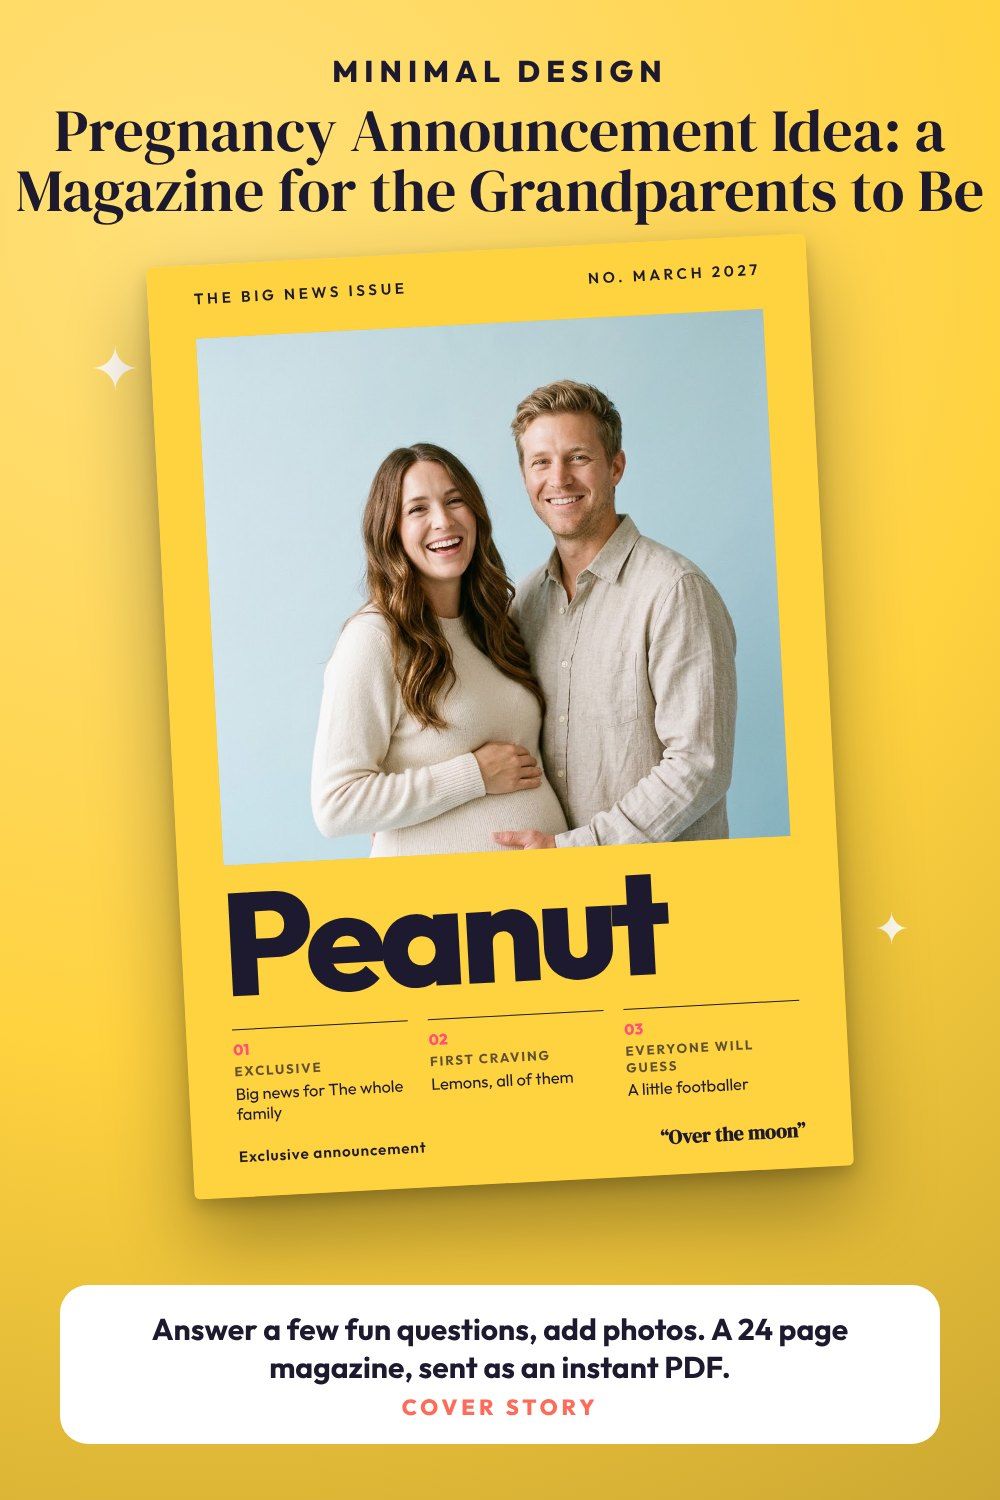 MINIMAL DESIGN
Pregnancy Announcement Idea: a
Magazine for the Grandparents to Be
THE BIG NEWS ISSUE
NO. MARCH 2027
Peanut
01
EXCLUSIVE
Big news for The whole
family
02
FIRST CRAVING
Lemons, all of them
03
EVERYONE WILL
GUESS
A little footballer
Exclusive announcement
“Over the moon”
Answer a few fun questions, add photos. A 24 page
magazine, sent as an instant PDF.
COVER STORY